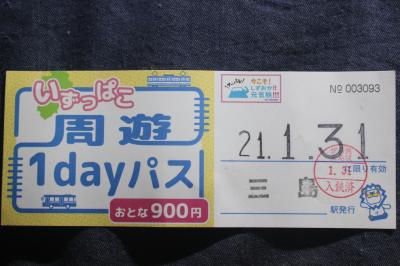 いずっぱこ
周遊
1dayパス
おとな900円
今こそ!
しずおか!!
元気旅!!!
No 003093
21.1.31
1.31
限り有効
入鋏済
三島
駅発行